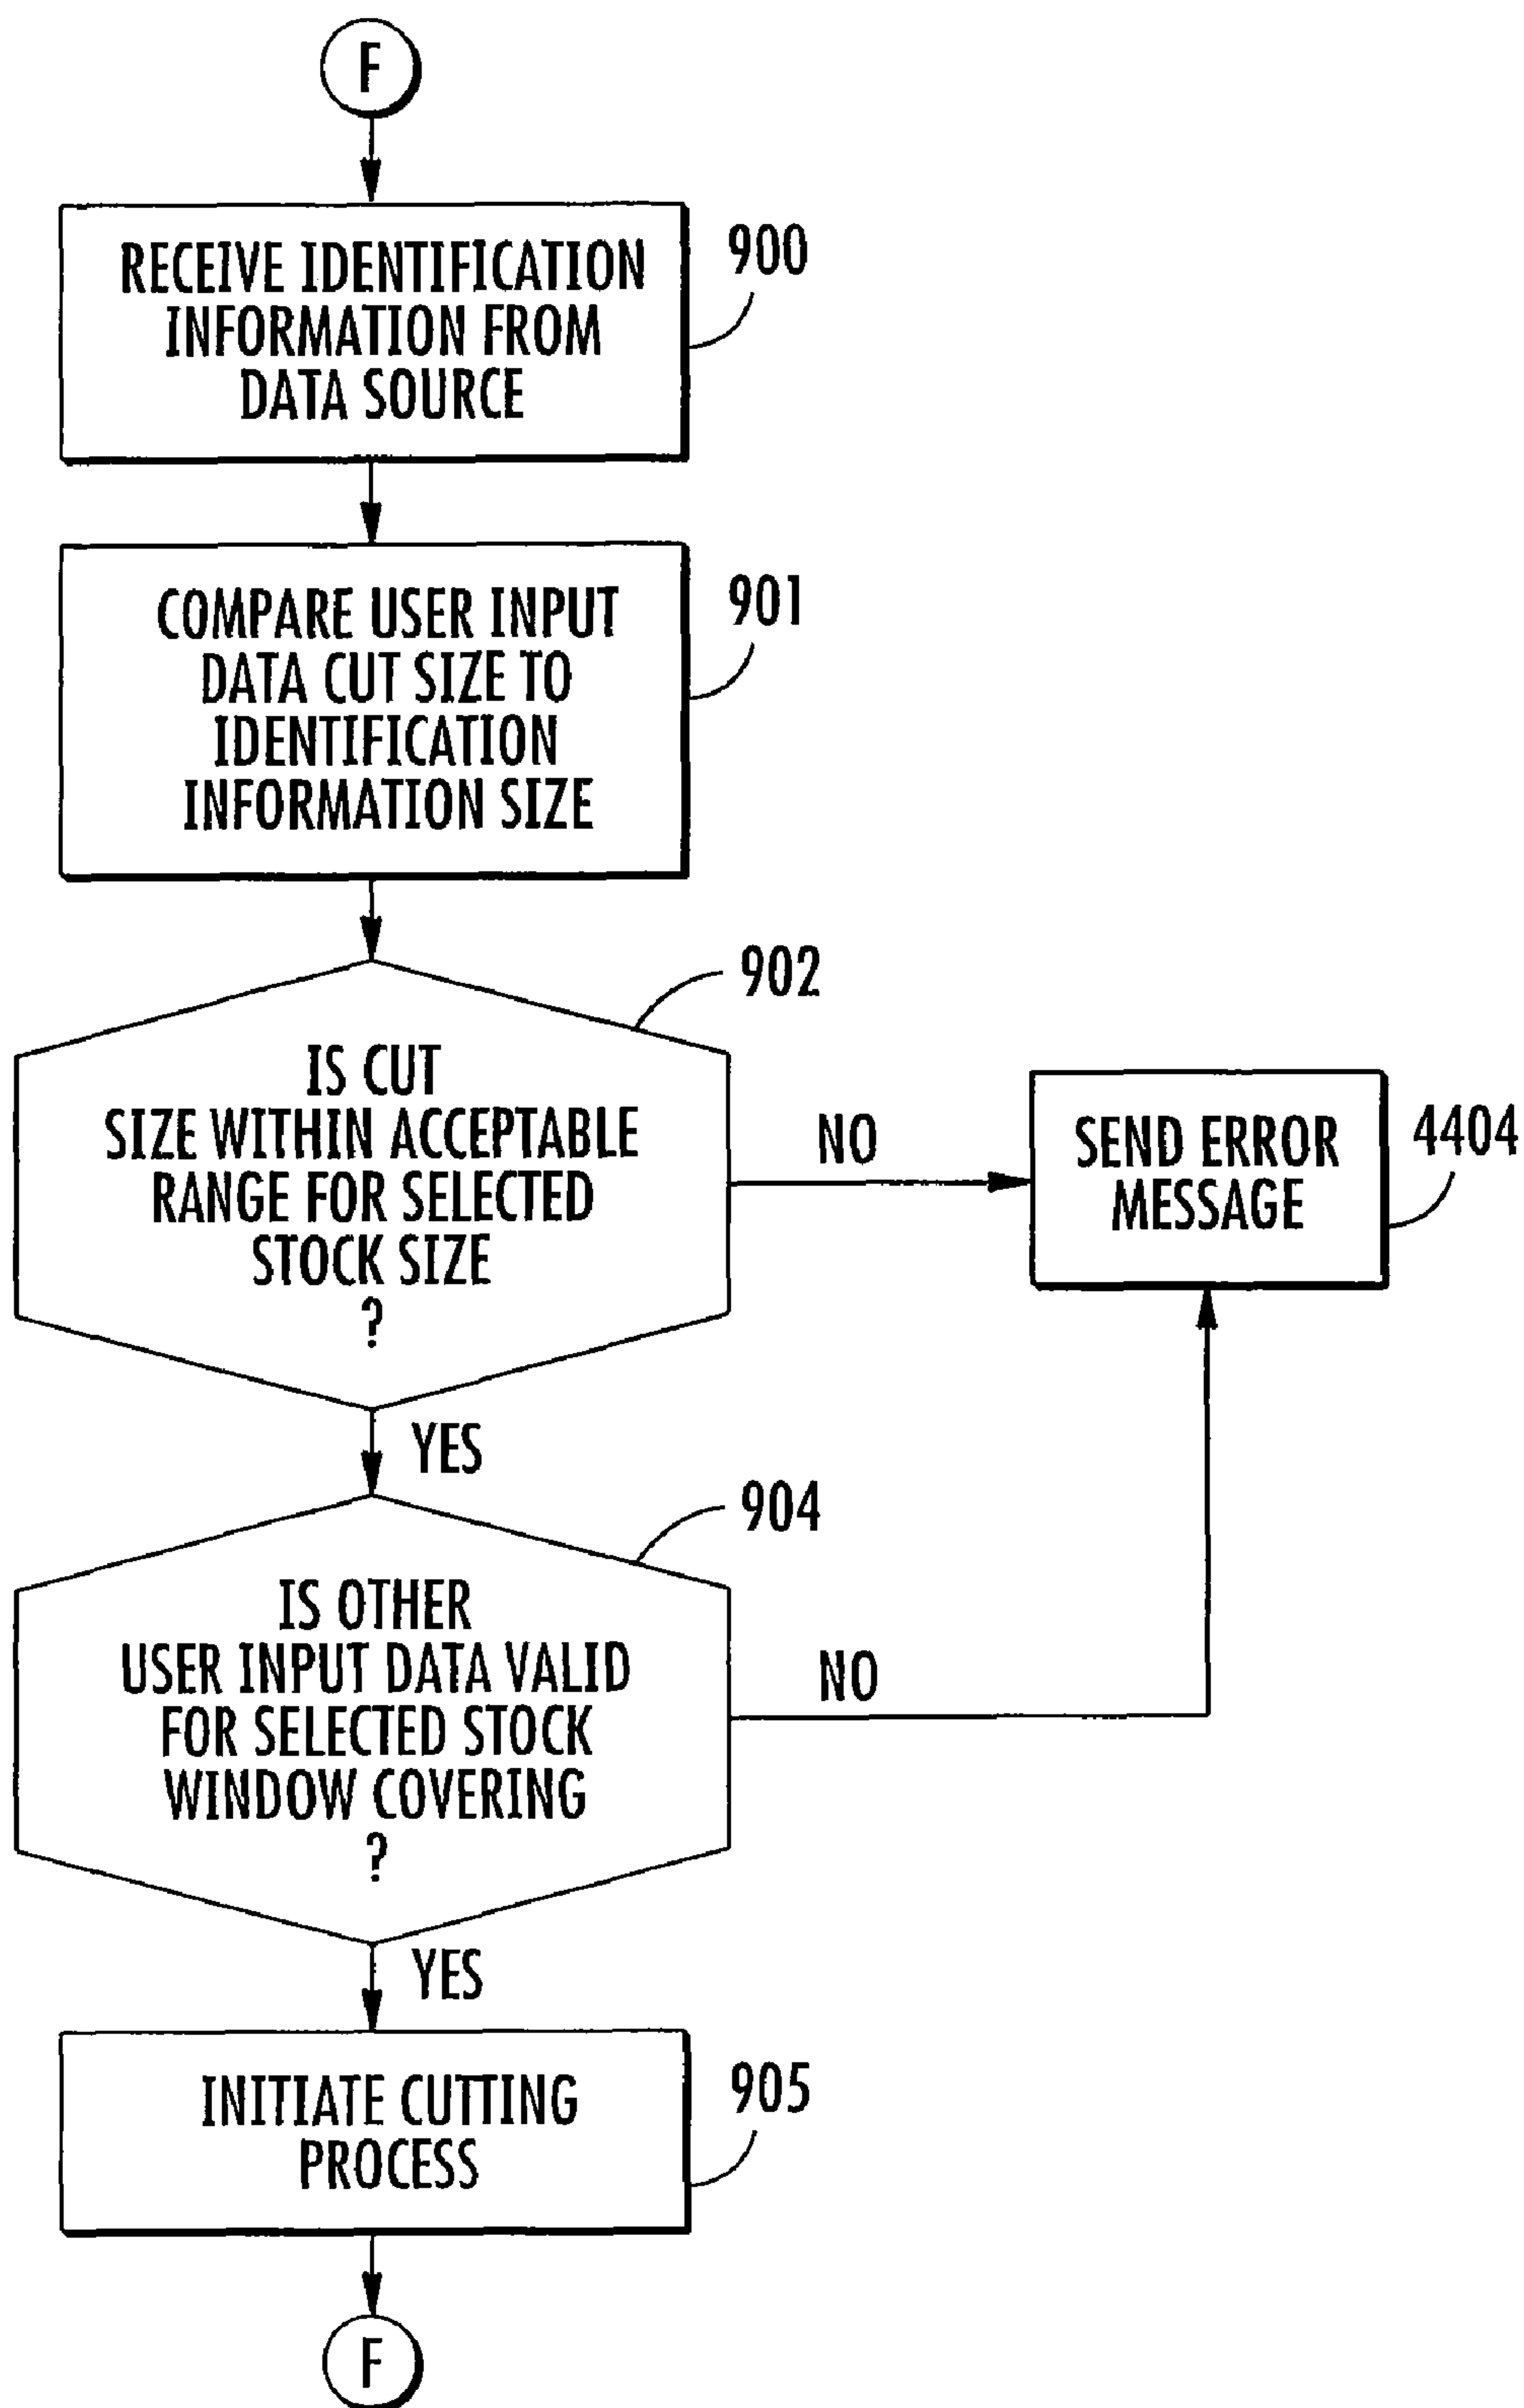 F
RECEIVE IDENTIFICATION
INFORMATION FROM
DATA SOURCE
900
COMPARE USER INPUT
DATA CUT SIZE TO
IDENTIFICATION
INFORMATION SIZE
901
902
IS CUT
SIZE WITHIN ACCEPTABLE
RANGE FOR SELECTED
STOCK SIZE
?
NO
SEND ERROR
MESSAGE
4404
YES
904
IS OTHER
USER INPUT DATA VALID
FOR SELECTED STOCK
WINDOW COVERING
?
NO
YES
INITIATE CUTTING
PROCESS
905
F